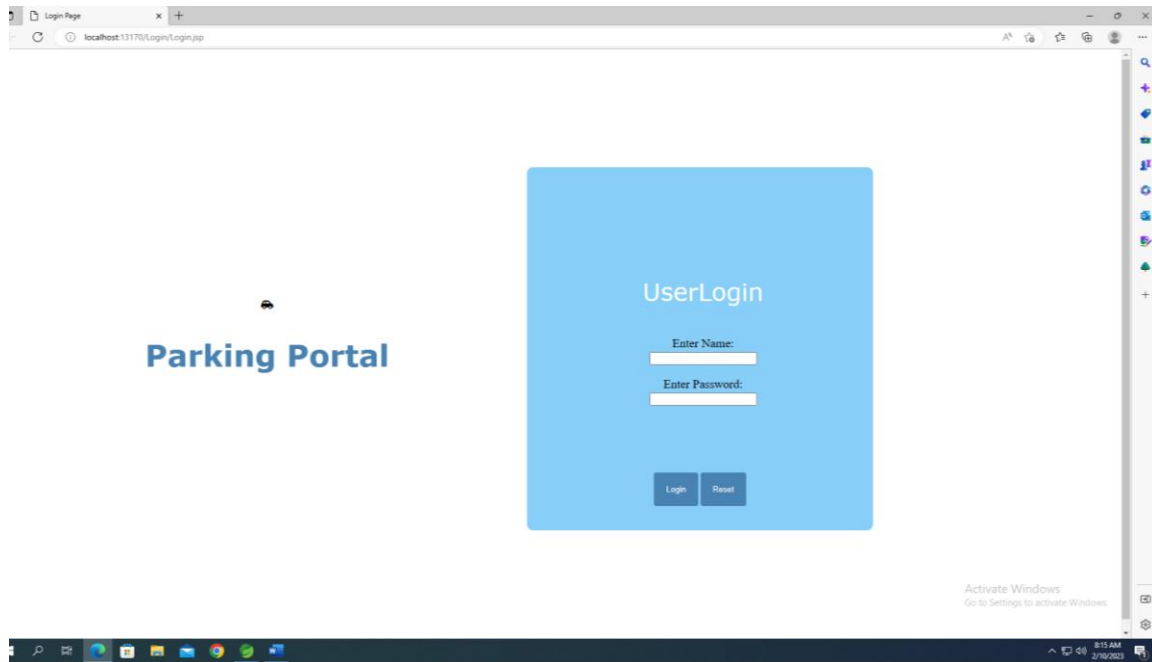 Login Page
localhost:13170/Login/Login.jsp
UserLogin
Parking Portal
Enter Name:
Enter Password:
Login Reset
Activate Windows
Go to Settings to activate Windows.
8:15 AM
2/10/2023